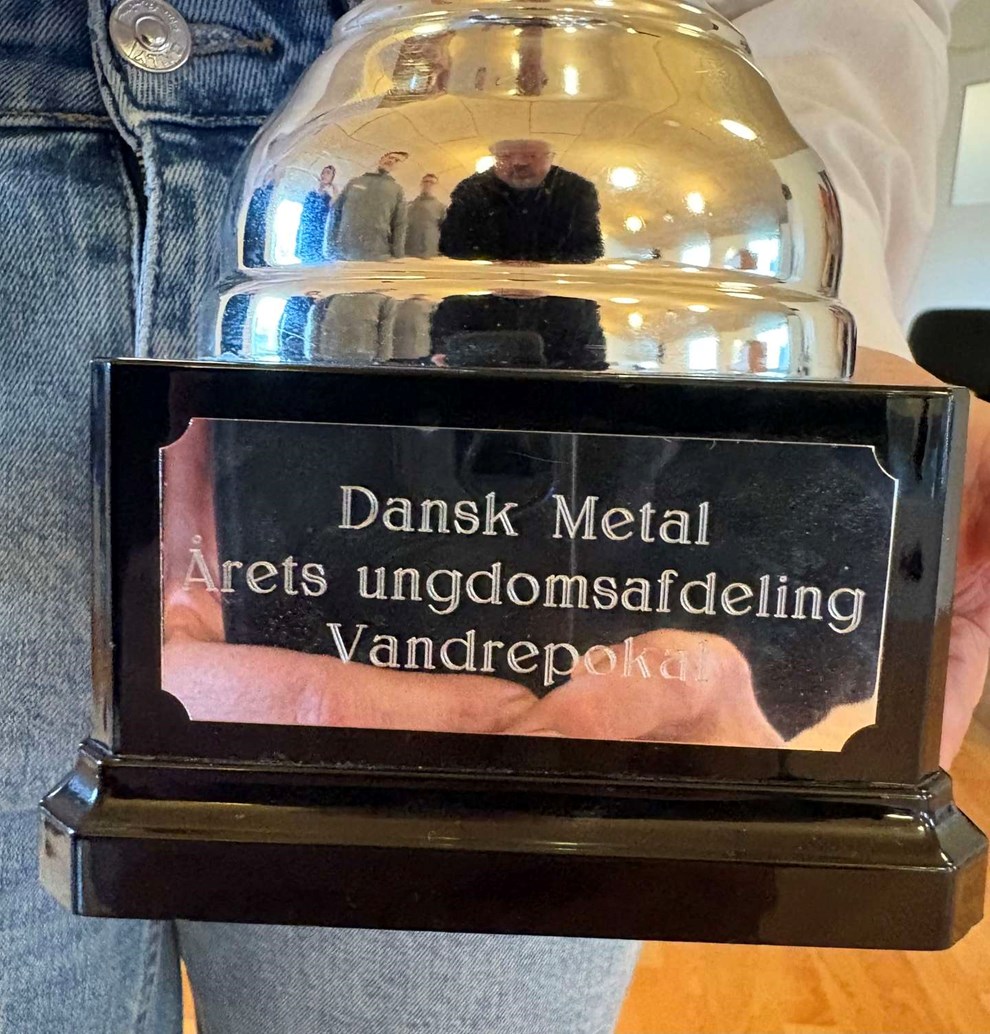 Dansk Metal
Årets ungdomsafdeling
Vandrepokal